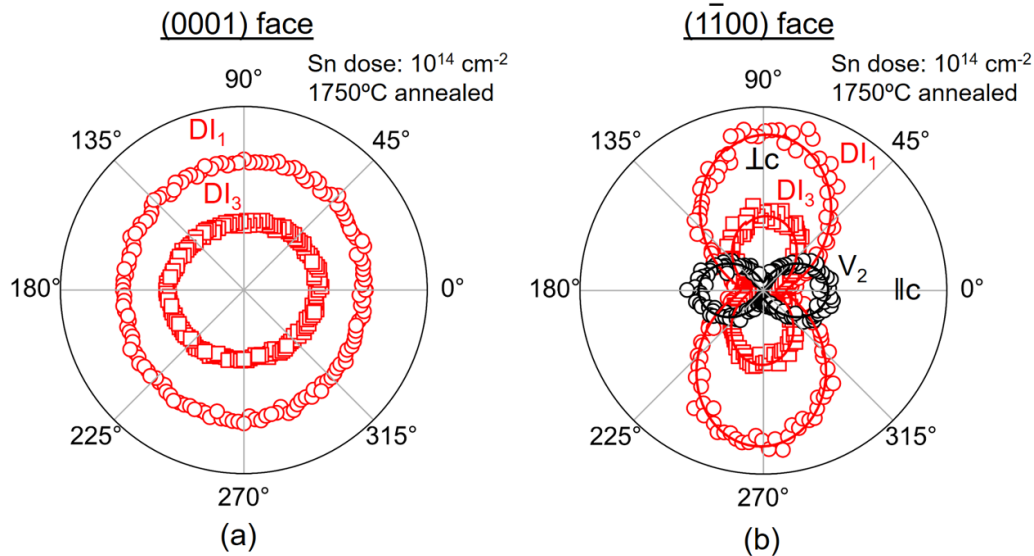 (0001) face
Sn dose: 10¹⁴ cm⁻²
1750ºC annealed
90°
135°
45°
DI₁
DI₃
180°
0°
225°
315°
270°
(a)
(11̅00) face
Sn dose: 10¹⁴ cm⁻²
1750ºC annealed
90°
135°
45°
⊥c
DI₁
DI₃
V₂
180°
∥c
0°
225°
315°
270°
(b)